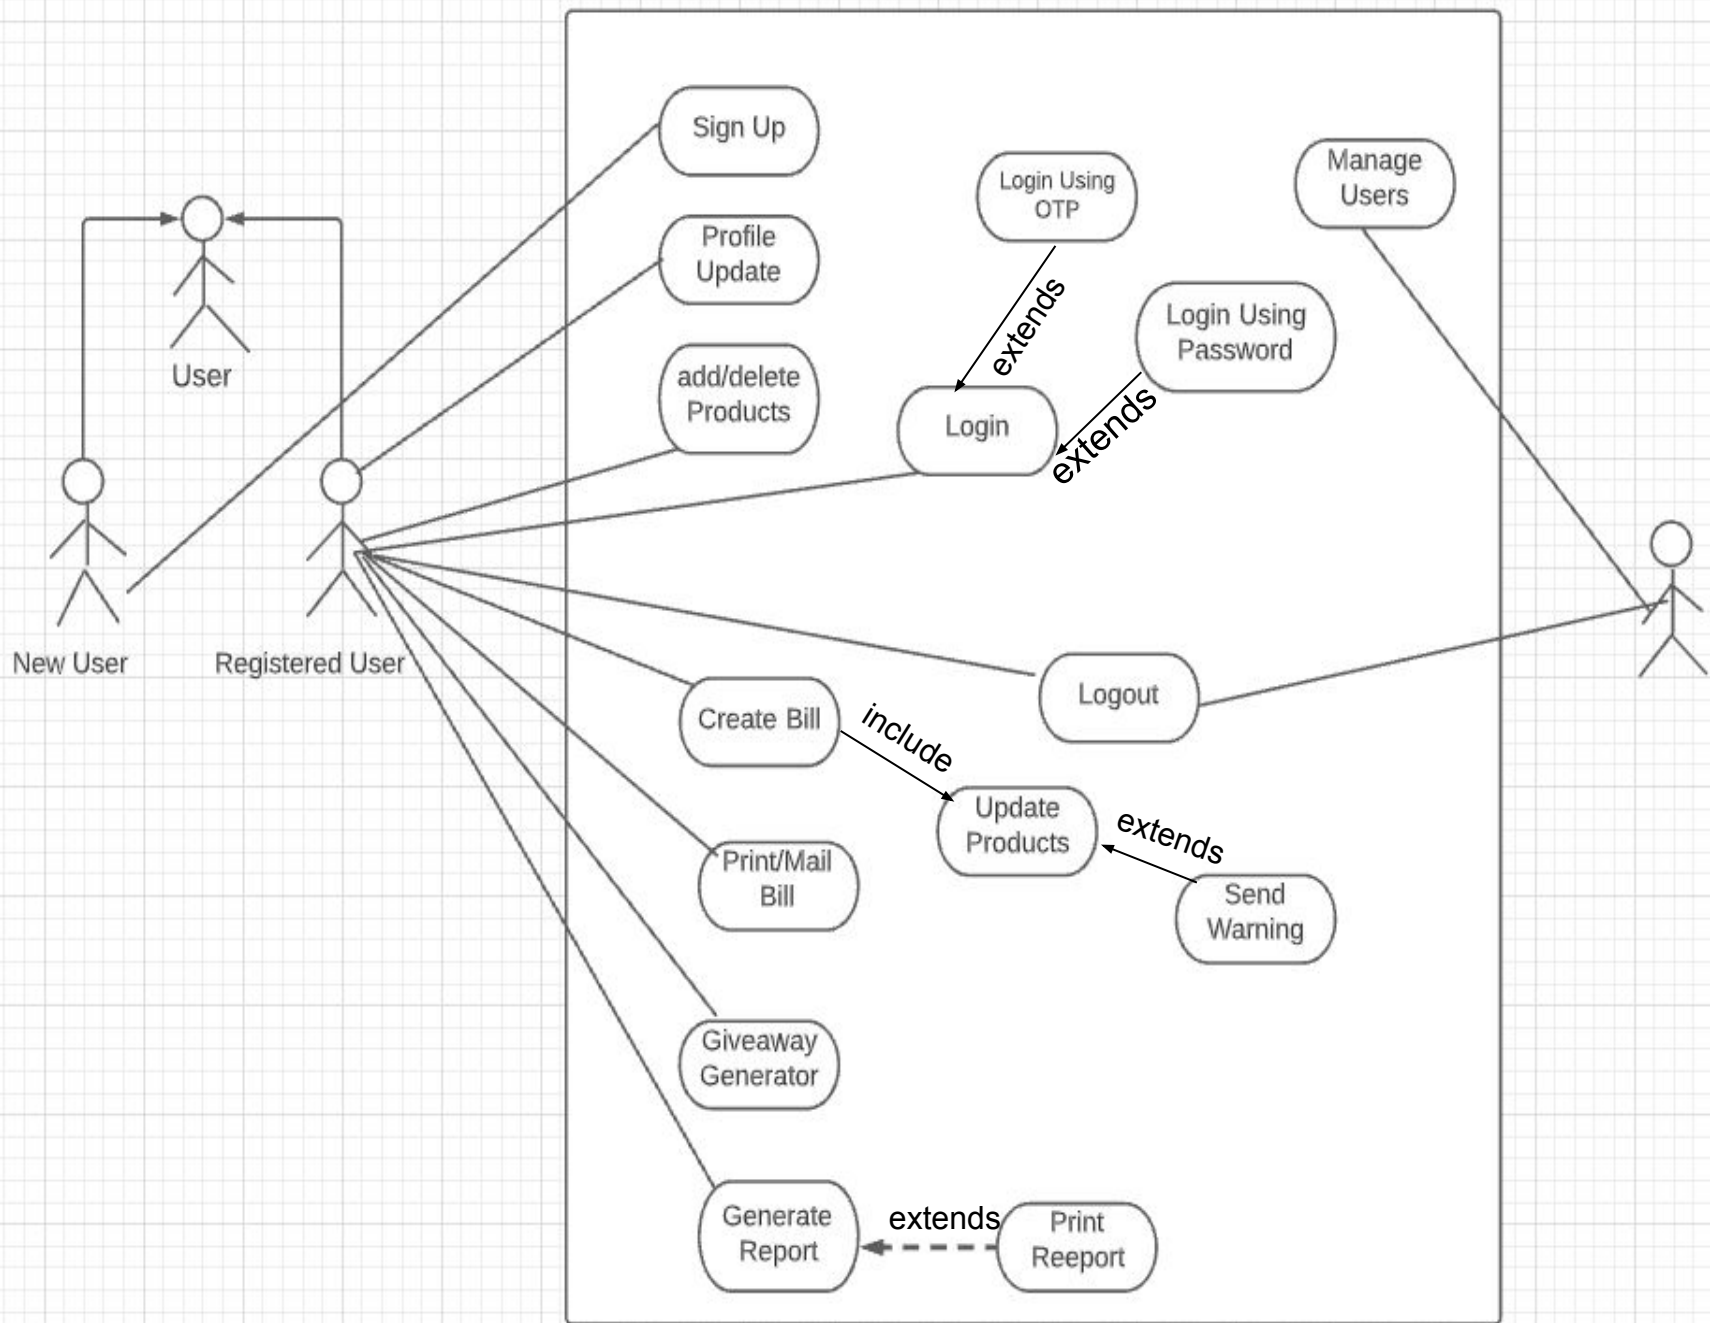 Sign Up
Login Using
OTP
Manage
Users
Profile
Update
extends
Login Using
Password
User
add/delete
Products
Login
extends
New User
Registered User
Create Bill
include
Logout
Update
Products
extends
Print/Mail
Bill
Send
Warning
Giveaway
Generator
Generate
Report
extends
Print
Reeport